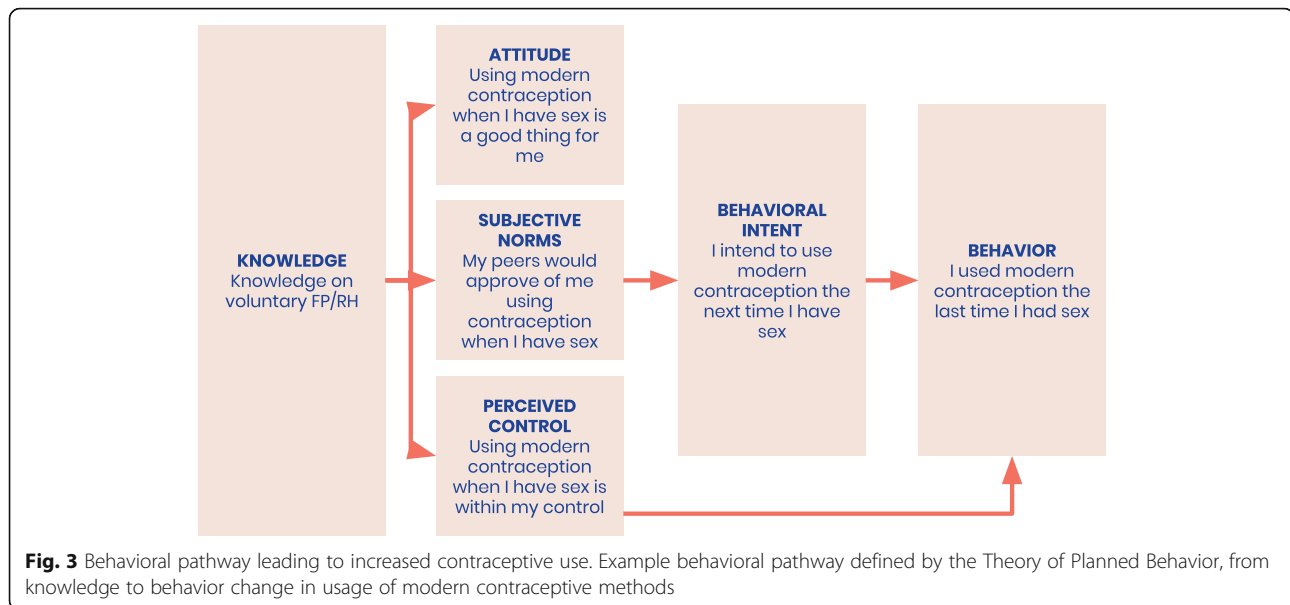 KNOWLEDGE
Knowledge on
voluntary FP/RH
ATTITUDE
Using modern
contraception
when I have sex is
a good thing for
me
SUBJECTIVE
NORMS
My peers would
approve of me
using
contraception
when I have sex
PERCEIVED
CONTROL
Using modern
contraception
when I have sex is
within my control
BEHAVIORAL
INTENT
I intend to use
modern
contraception the
next time I have
sex
BEHAVIOR
I used modern
contraception the
last time I had sex
Fig. 3 Behavioral pathway leading to increased contraceptive use. Example behavioral pathway defined by the Theory of Planned Behavior, from
knowledge to behavior change in usage of modern contraceptive methods